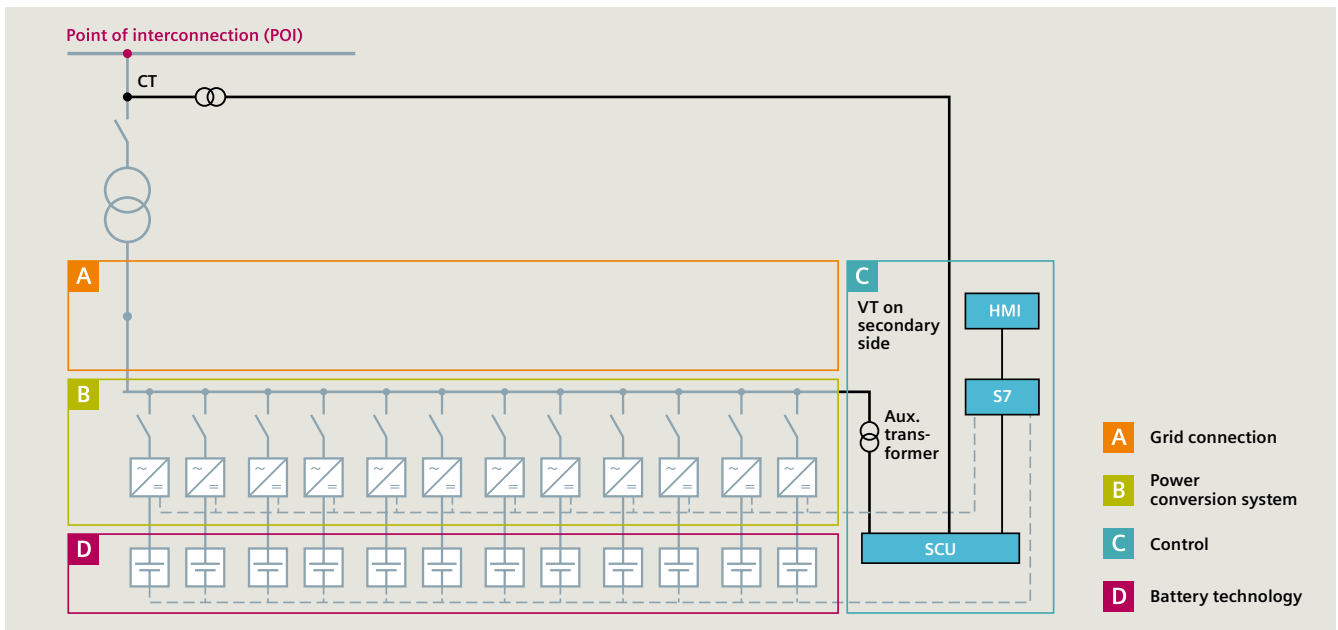 Point of interconnection (POI)
CT
A
C
VT on
secondary
side
HMI
B
S7
Aux.
trans-
former
A Grid connection
B Power
conversion system
D
SCU
C Control
D Battery technology